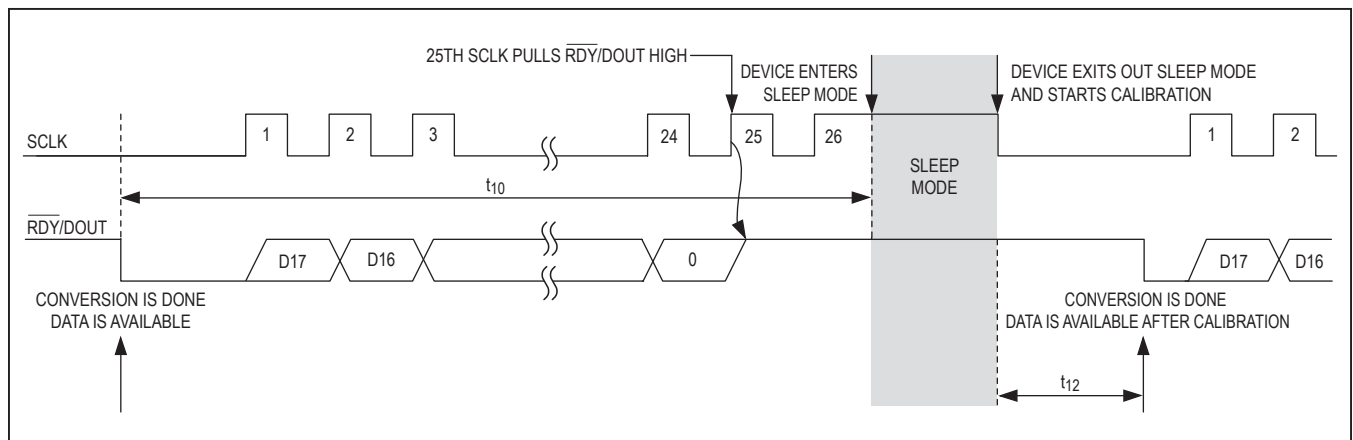 25TH SCLK PULLS RDY/DOUT HIGH
DEVICE ENTERS
SLEEP MODE
DEVICE EXITS OUT SLEEP MODE
AND STARTS CALIBRATION
SCLK
1
2
3
24
25
26
1
2
SLEEP
MODE
t10
RDY/DOUT
D17
D16
0
D17
D16
CONVERSION IS DONE
DATA IS AVAILABLE
CONVERSION IS DONE
DATA IS AVAILABLE AFTER CALIBRATION
t12